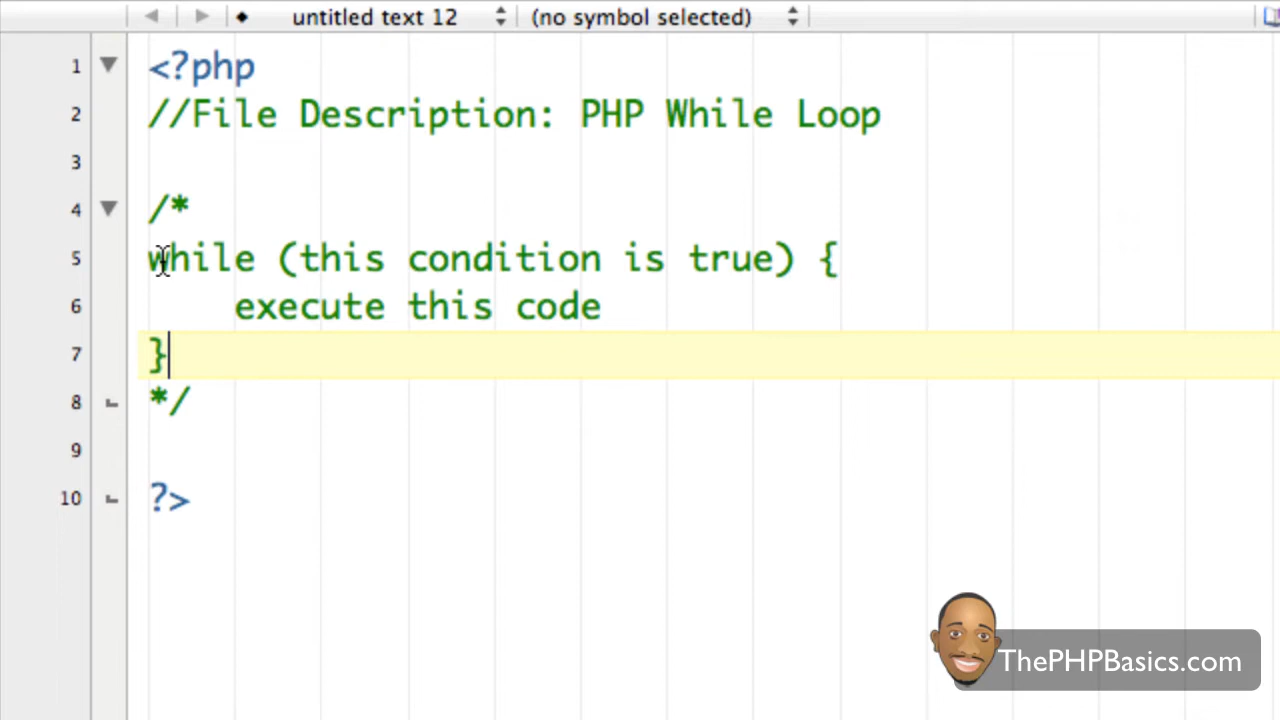 untitled text 12 (no symbol selected)
1 <?php
2 //File Description: PHP While Loop
3
4 /*
5 while (this condition is true) {
6 execute this code
7 }
8 */
9
10 ?>
ThePHPBasics.com